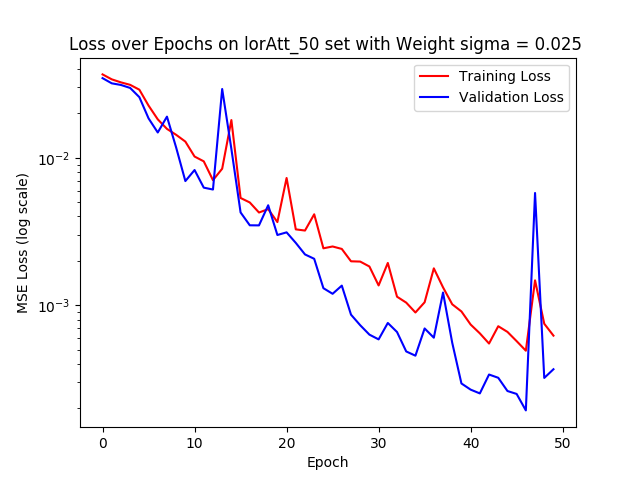 Loss over Epochs on lorAtt_50 set with Weight sigma = 0.025
Training Loss
Validation Loss
MSE Loss (log scale)
10⁻²
10⁻³
0 10 20 30 40 50
Epoch